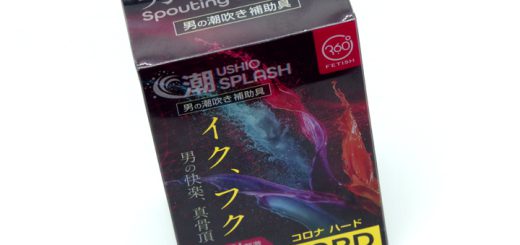 Spouting
男の潮吹き補助具
360°
FETISH
潮 USHIO
SPLASH
男の潮吹き補助具
イク、フク
男の快楽、真骨頂
コロナ ハード